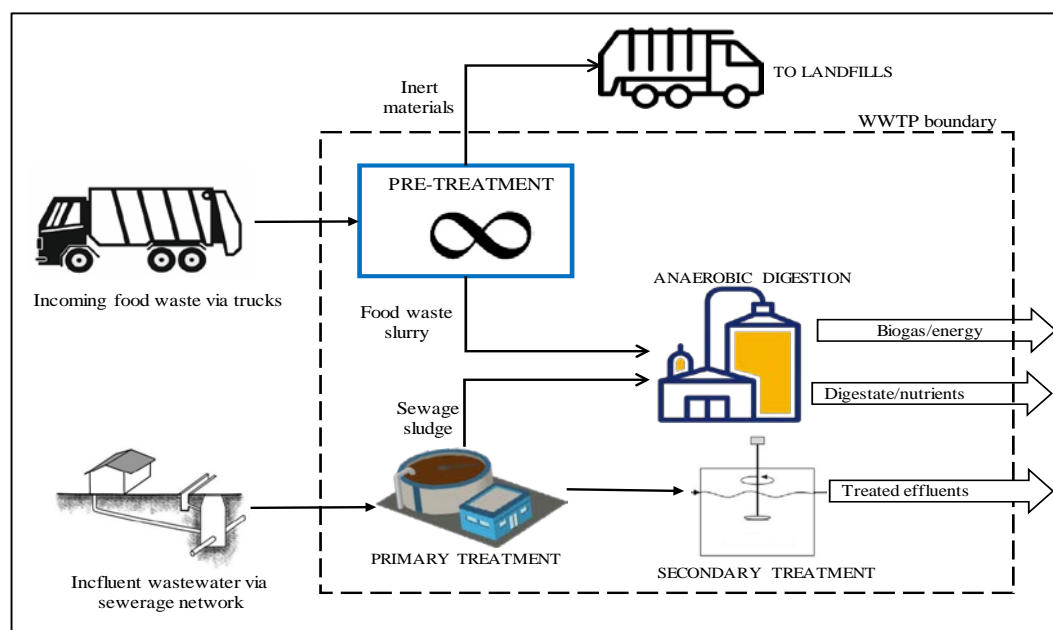 TO LANDFILLS
Inert
materials
WWTP boundary
PRE-TREATMENT
Incoming food waste via trucks
Food waste
slurry
ANAEROBIC DIGESTION
Biogas/energy
Digestate/nutrients
Sewage
sludge
Treated effluents
PRIMARY TREATMENT
SECONDARY TREATMENT
Incfluent wastewater via
sewerage network